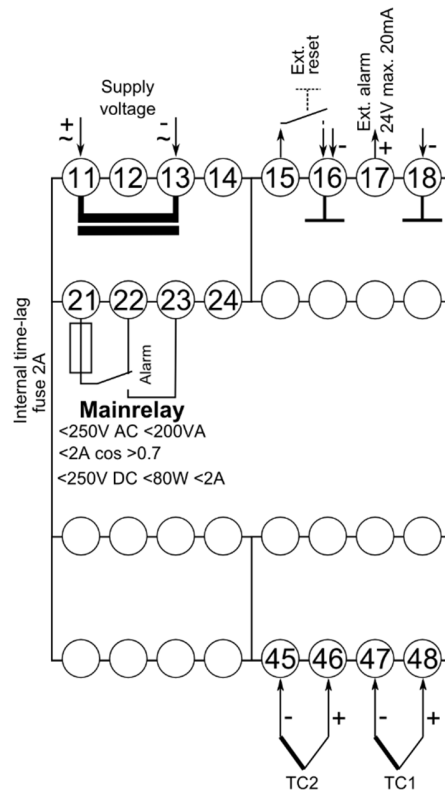 Supply
voltage
Ext.
reset
Ext. alarm
24V max. 20mA
+
~
-
~
-
+
-
11 12 13 14 15 16 17 18
21 22 23 24
Internal time-lag
fuse 2A
Alarm
Mainrelay
<250V AC <200VA
<2A cos >0.7
<250V DC <80W <2A
45 46 47 48
- + - +
TC2 TC1